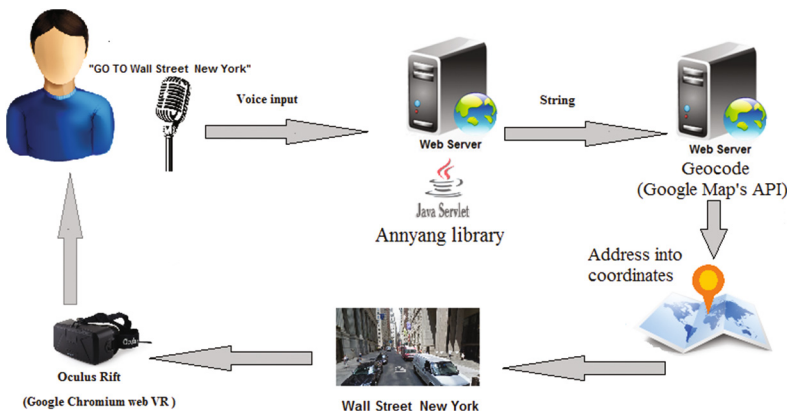 "GO TO Wall Street New York"
Voice input
Web Server
Java Servlet
Annyang library
String
Web Server
Geocode
(Google Map's API)
Address into
coordinates
Wall Street New York
Oculus Rift
(Google Chromium web VR )